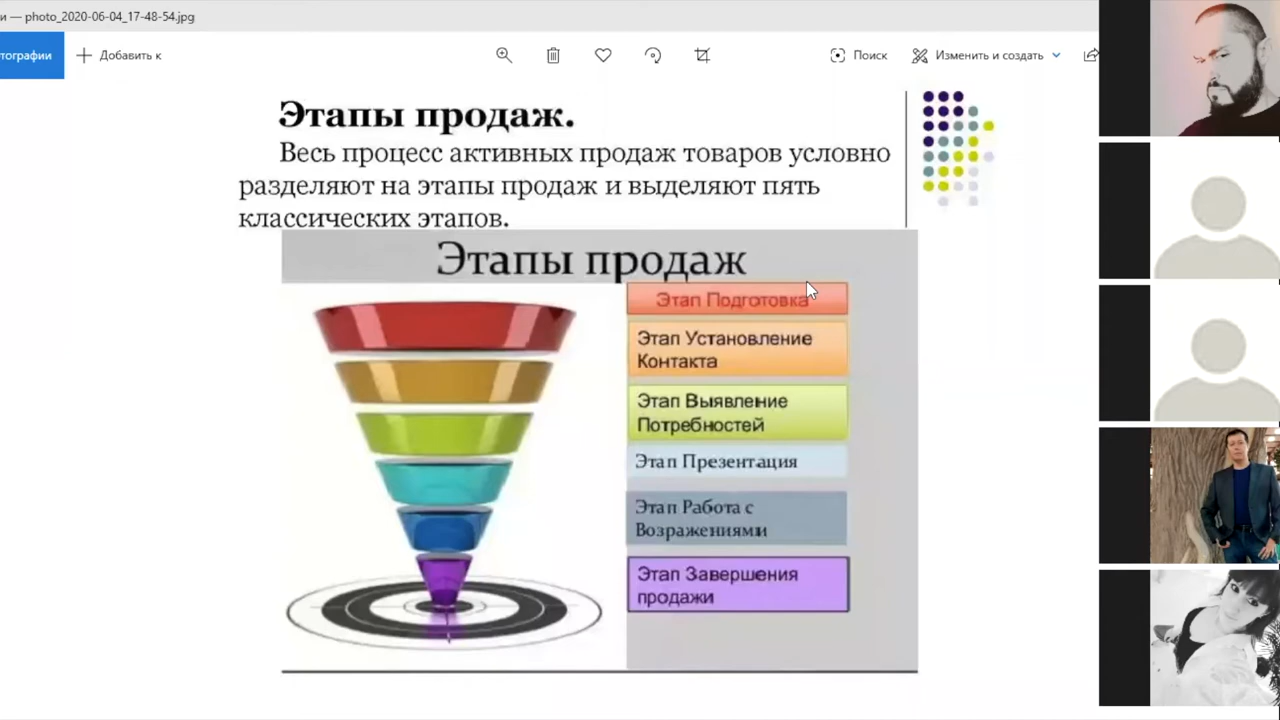 и — photo_2020-06-04_17-48-54.jpg
тографии
Добавить к
Поиск
Изменить и создать
Этапы продаж.
Весь процесс активных продаж товаров условно
разделяют на этапы продаж и выделяют пять
классических этапов.
Этапы продаж
Этап Подготовка
Этап Установление
Контакта
Этап Выявление
Потребностей
Этап Презентация
Этап Работа с
Возражениями
Этап Завершения
продажи